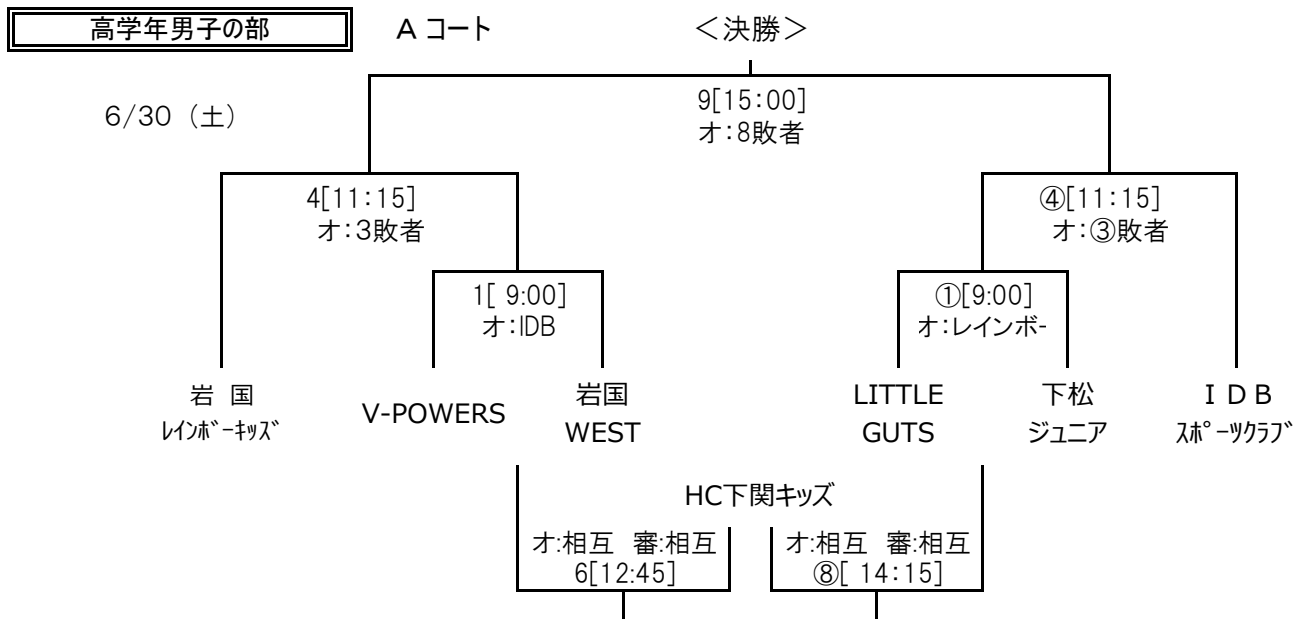 高学年男子の部 A コート ＜決勝＞
6/30（土）
9[15:00]
オ：8敗者
4[11：15]
オ：3敗者
④[11：15]
オ：③敗者
1[ 9:00]
オ：IDB
①[9:00]
オ：レインボｰ
岩 国
ﾚｲﾝﾎﾞｰｷｯｽﾞ
V-POWERS
岩国
WEST
LITTLE
GUTS
下松
ジュニア
I D B
ｽﾎﾟｰﾂｸﾗﾌﾞ
HC下関キッズ
オ:相互 審:相互
6[12:45]
オ:相互 審:相互
⑧[ 14:15]